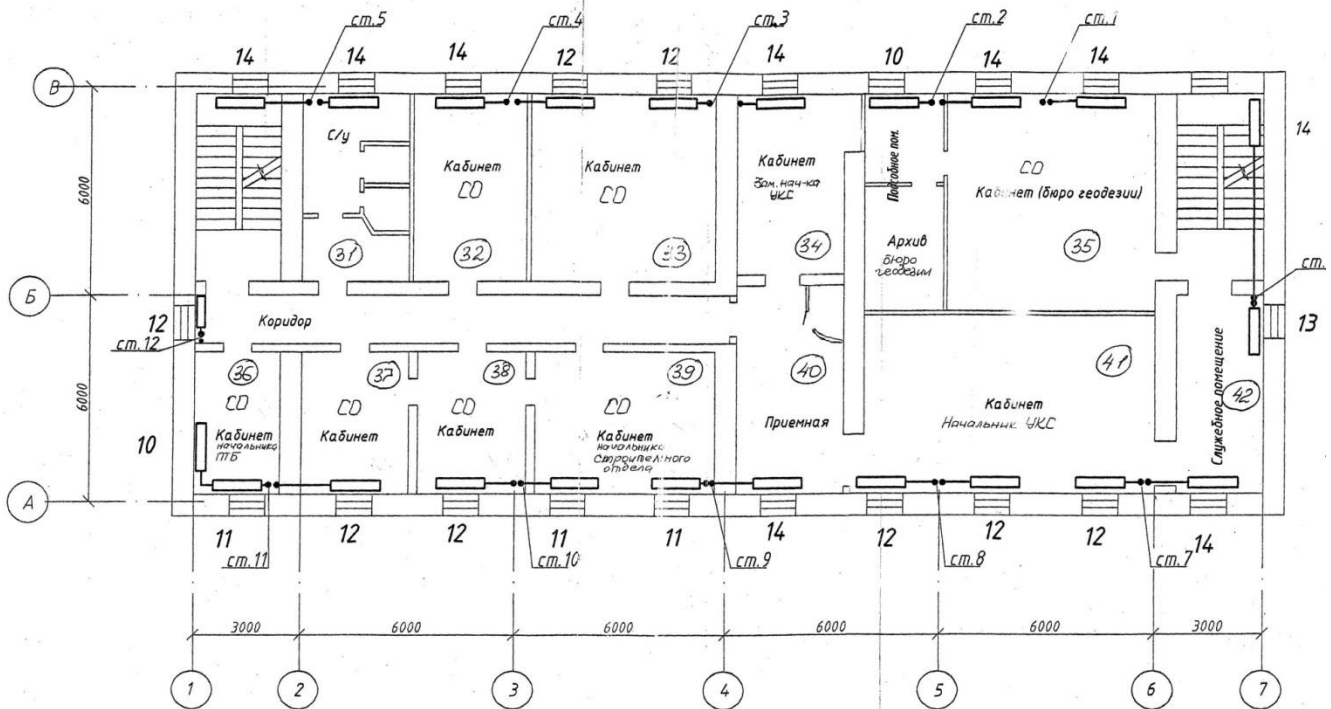 ст.5
ст.4
ст.3
ст.2
ст.1
14
14
14
12
12
14
10
14
14
В
14
С/у
Кабинет
СО
Кабинет
СО
Кабинет
Зам.нач-ка
УКС
Подсобное пом.
СО
Кабинет (бюро геодезии)
6000
31
32
33
34
Архив
бюро
геодезии
35
Б
ст.
12
Коридор
13
ст.12
36
37
38
39
40
41
42
6000
СО
СО
СО
СО
Кабинет
начальника
ПТБ
Кабинет
Кабинет
Кабинет
начальника
строительного
отдела
Приемная
Кабинет
Начальник УКС
Служебное помещение
10
А
11
12
12
11
11
14
12
12
12
14
ст.11
ст.10
ст.9
ст.8
ст.7
3000
6000
6000
6000
6000
3000
1
2
3
4
5
6
7